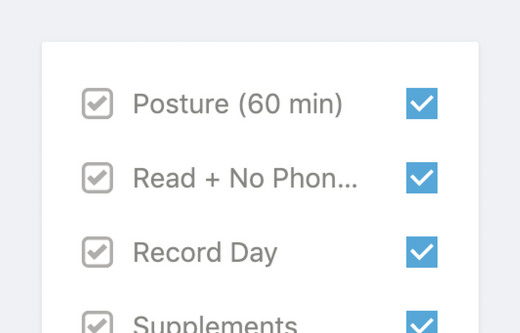 Posture (60 min)
Read + No Phon...
Record Day
Supplements